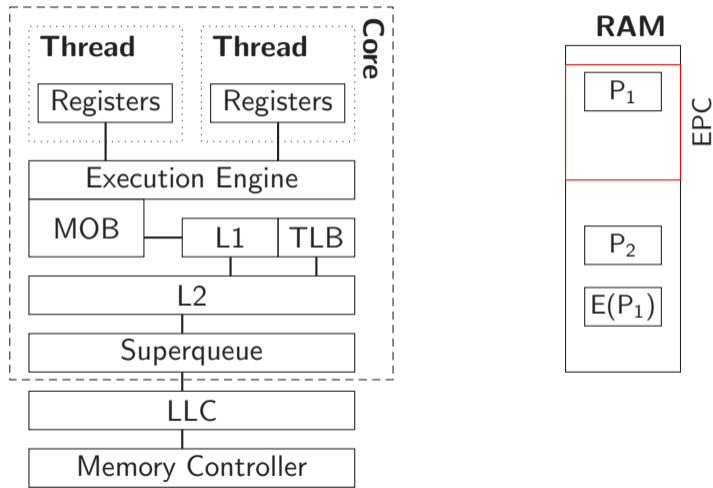 Thread
Thread
Core
Registers
Registers
Execution Engine
MOB
L1
TLB
L2
Superqueue
LLC
Memory Controller
RAM
P₁
EPC
P₂
E(P₁)